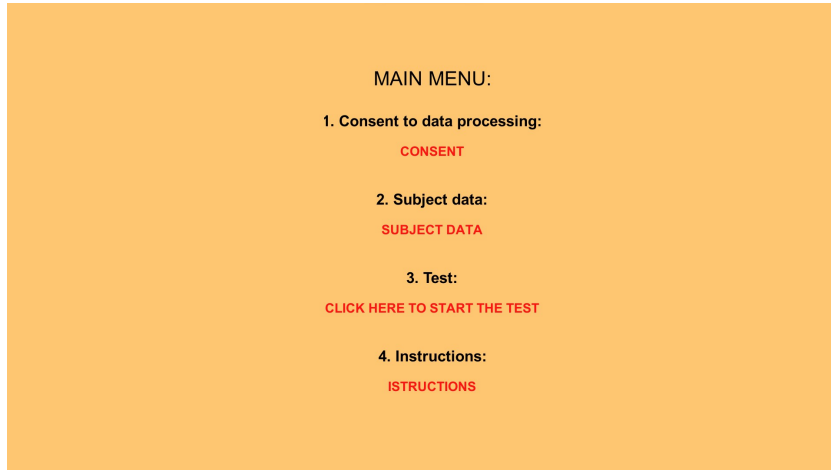 MAIN MENU:
1. Consent to data processing:
CONSENT
2. Subject data:
SUBJECT DATA
3. Test:
CLICK HERE TO START THE TEST
4. Instructions:
ISTRUCTIONS